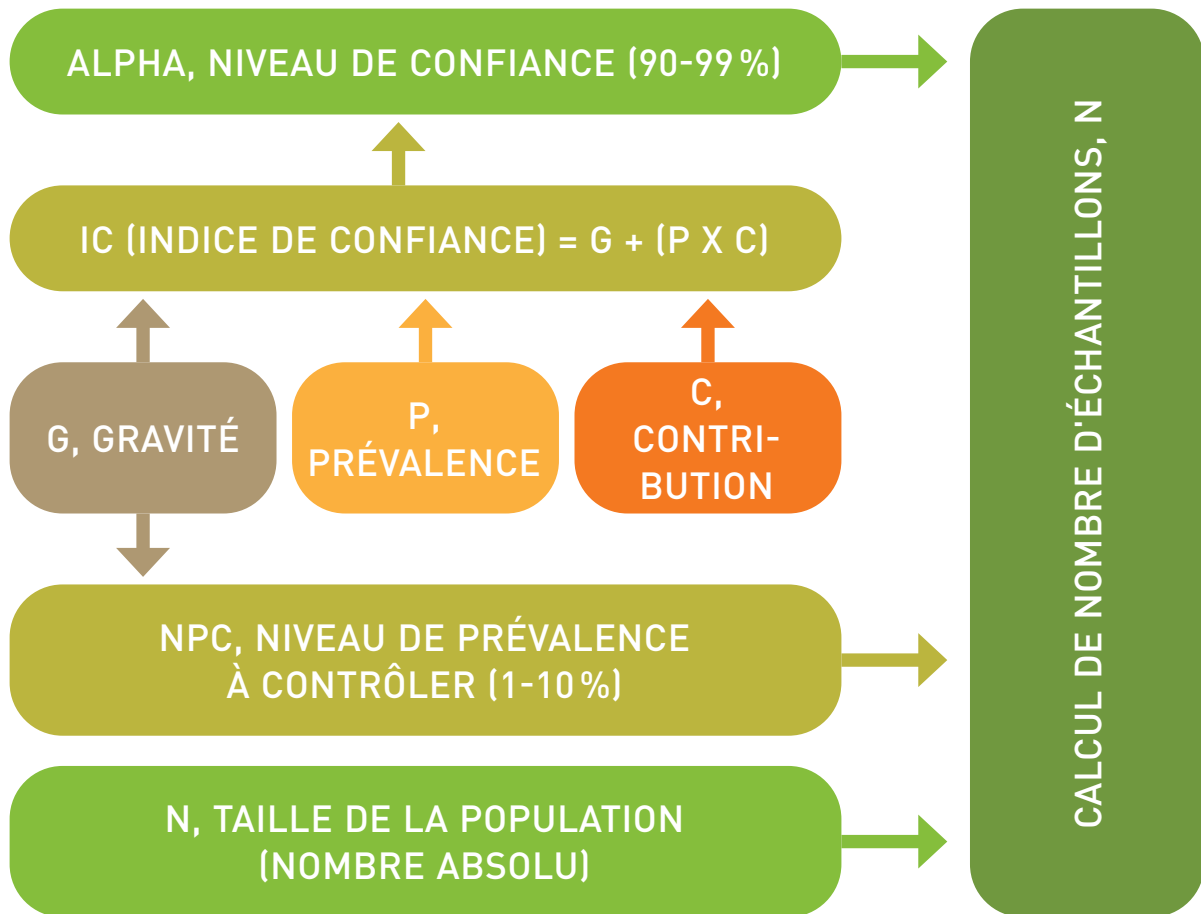 ALPHA, NIVEAU DE CONFIANCE (90-99 %)
IC (INDICE DE CONFIANCE) = G + (P X C)
G, GRAVITÉ
P,
PRÉVALENCE
C,
CONTRI-
BUTION
NPC, NIVEAU DE PRÉVALENCE
À CONTRÔLER (1-10 %)
N, TAILLE DE LA POPULATION
(NOMBRE ABSOLU)
CALCUL DE NOMBRE D'ÉCHANTILLONS, N